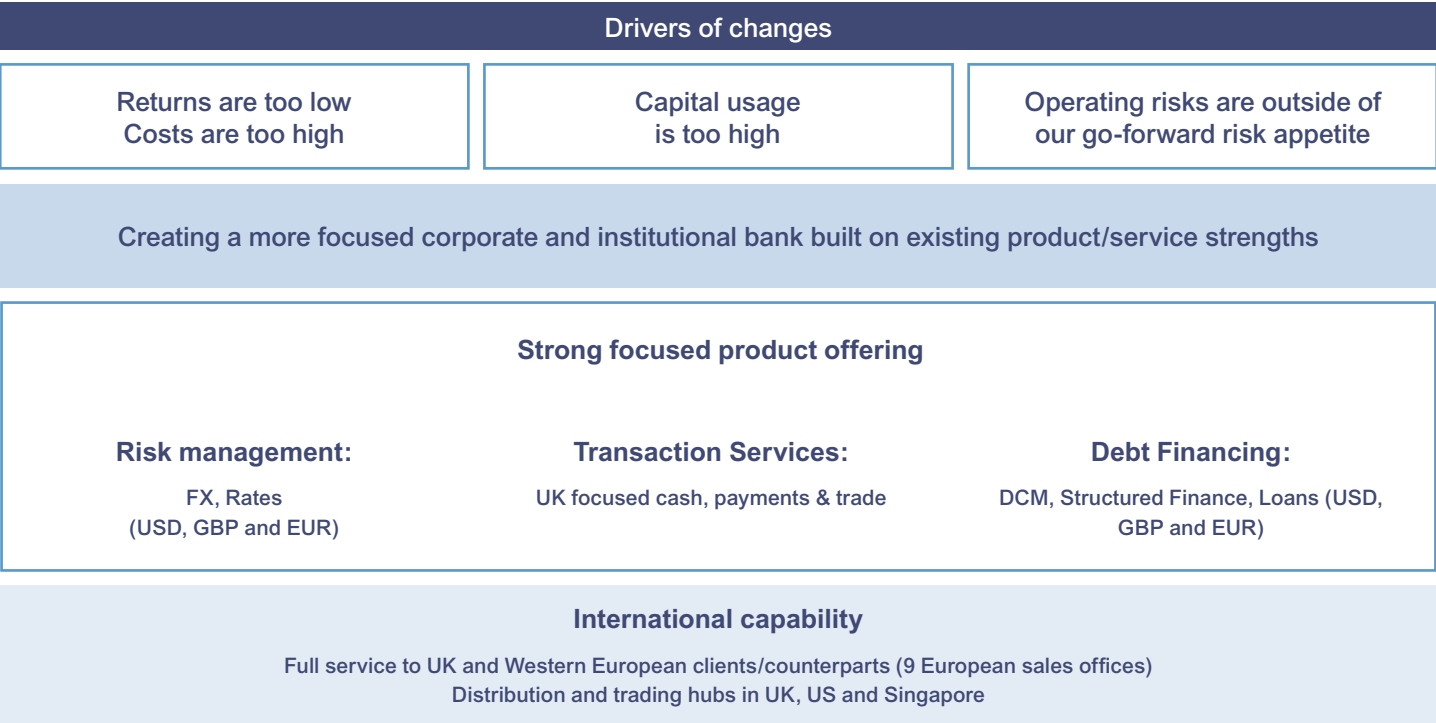 Drivers of changes
Returns are too low
Costs are too high
Capital usage
is too high
Operating risks are outside of
our go-forward risk appetite
Creating a more focused corporate and institutional bank built on existing product/service strengths
Strong focused product offering
Risk management:
FX, Rates
(USD, GBP and EUR)
Transaction Services:
UK focused cash, payments & trade
Debt Financing:
DCM, Structured Finance, Loans (USD,
GBP and EUR)
International capability
Full service to UK and Western European clients/counterparts (9 European sales offices)
Distribution and trading hubs in UK, US and Singapore